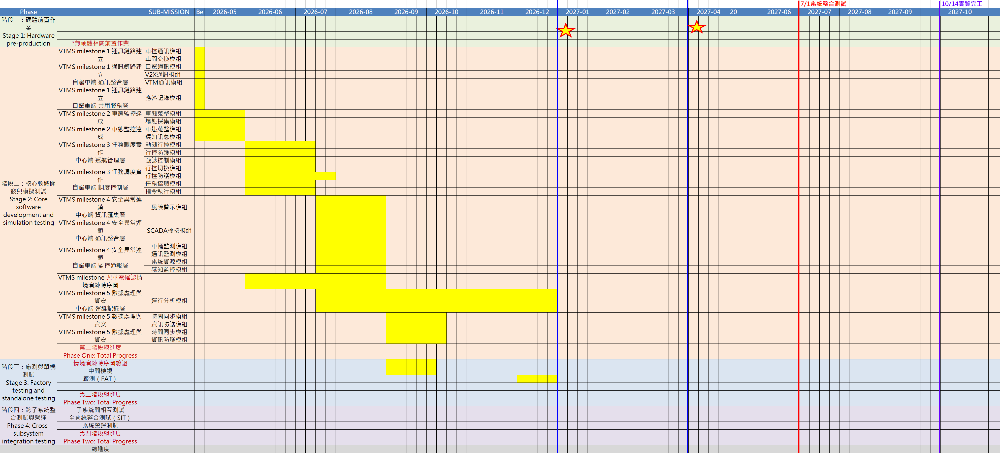 7/1系統整合測試
10/14實質完工
Phase
SUB-MISSION
Be
2026-05
2026-06
2026-07
2026-08
2026-09
2026-10
2026-11
2026-12
2027-01
2027-02
2027-03
2027-04
20
2027-06
2027-07
2027-08
2027-09
2027-10
階段一：硬體前置作
業
Stage 1: Hardware
pre-production
*無硬體相關前置作業
階段二：核心軟體開
發與模擬測試
Stage 2: Core
software
development and
simulation testing
VTMS milestone 1 通訊鏈路建
立
車控通訊模組
車間交換模組
VTMS milestone 1 通訊鏈路建
立
自駕車端 通訊整合層
自駕通訊模組
V2X通訊模組
VTM通訊模組
VTMS milestone 1 通訊鏈路建
立
自駕車端 共用服務層
應答記錄模組
VTMS milestone 2 車態監控達
成
車態蒐整模組
場態採集模組
VTMS milestone 2 車態監控達
成
車態蒐整模組
環知訊息模組
VTMS milestone 3 任務調度實
作
中心端 巡航管理層
動態行控模組
行控防護模組
號誌控制模組
VTMS milestone 3 任務調度實
作
自駕車端 調度控制層
行控切換模組
行控防護模組
任務協調模組
指令執行模組
VTMS milestone 4 安全異常連
鎖
中心端 資訊匯集層
風險警示模組
VTMS milestone 4 安全異常連
鎖
中心端 通訊整合層
SCADA橋接模組
VTMS milestone 4 安全異常連
鎖
自駕車端 監控通報層
車輛監測模組
通訊監測模組
系統資源模組
感知監控模組
VTMS milestone 與華電確認情
境演練時序圖
VTMS milestone 5 數據處理與
資安
中心端 運維記錄層
運行分析模組
VTMS milestone 5 數據處理與
資安
時間同步模組
資訊防護模組
VTMS milestone 5 數據處理與
資安
時間同步模組
資訊防護模組
第二階段總進度
Phase One: Total Progress
階段三：廠測與單機
測試
Stage 3: Factory
testing and
standalone testing
情境演練時序圖驗證
中間檢視
廠測（FAT）
第三階段總進度
Phase Two: Total Progress
階段四：跨子系統整
合測試與營運
Phase 4: Cross-
subsystem
integration testing
子系統間相互測試
全系統整合測試（SIT）
系統營運測試
第四階段總進度
Phase Two: Total Progress
總進度